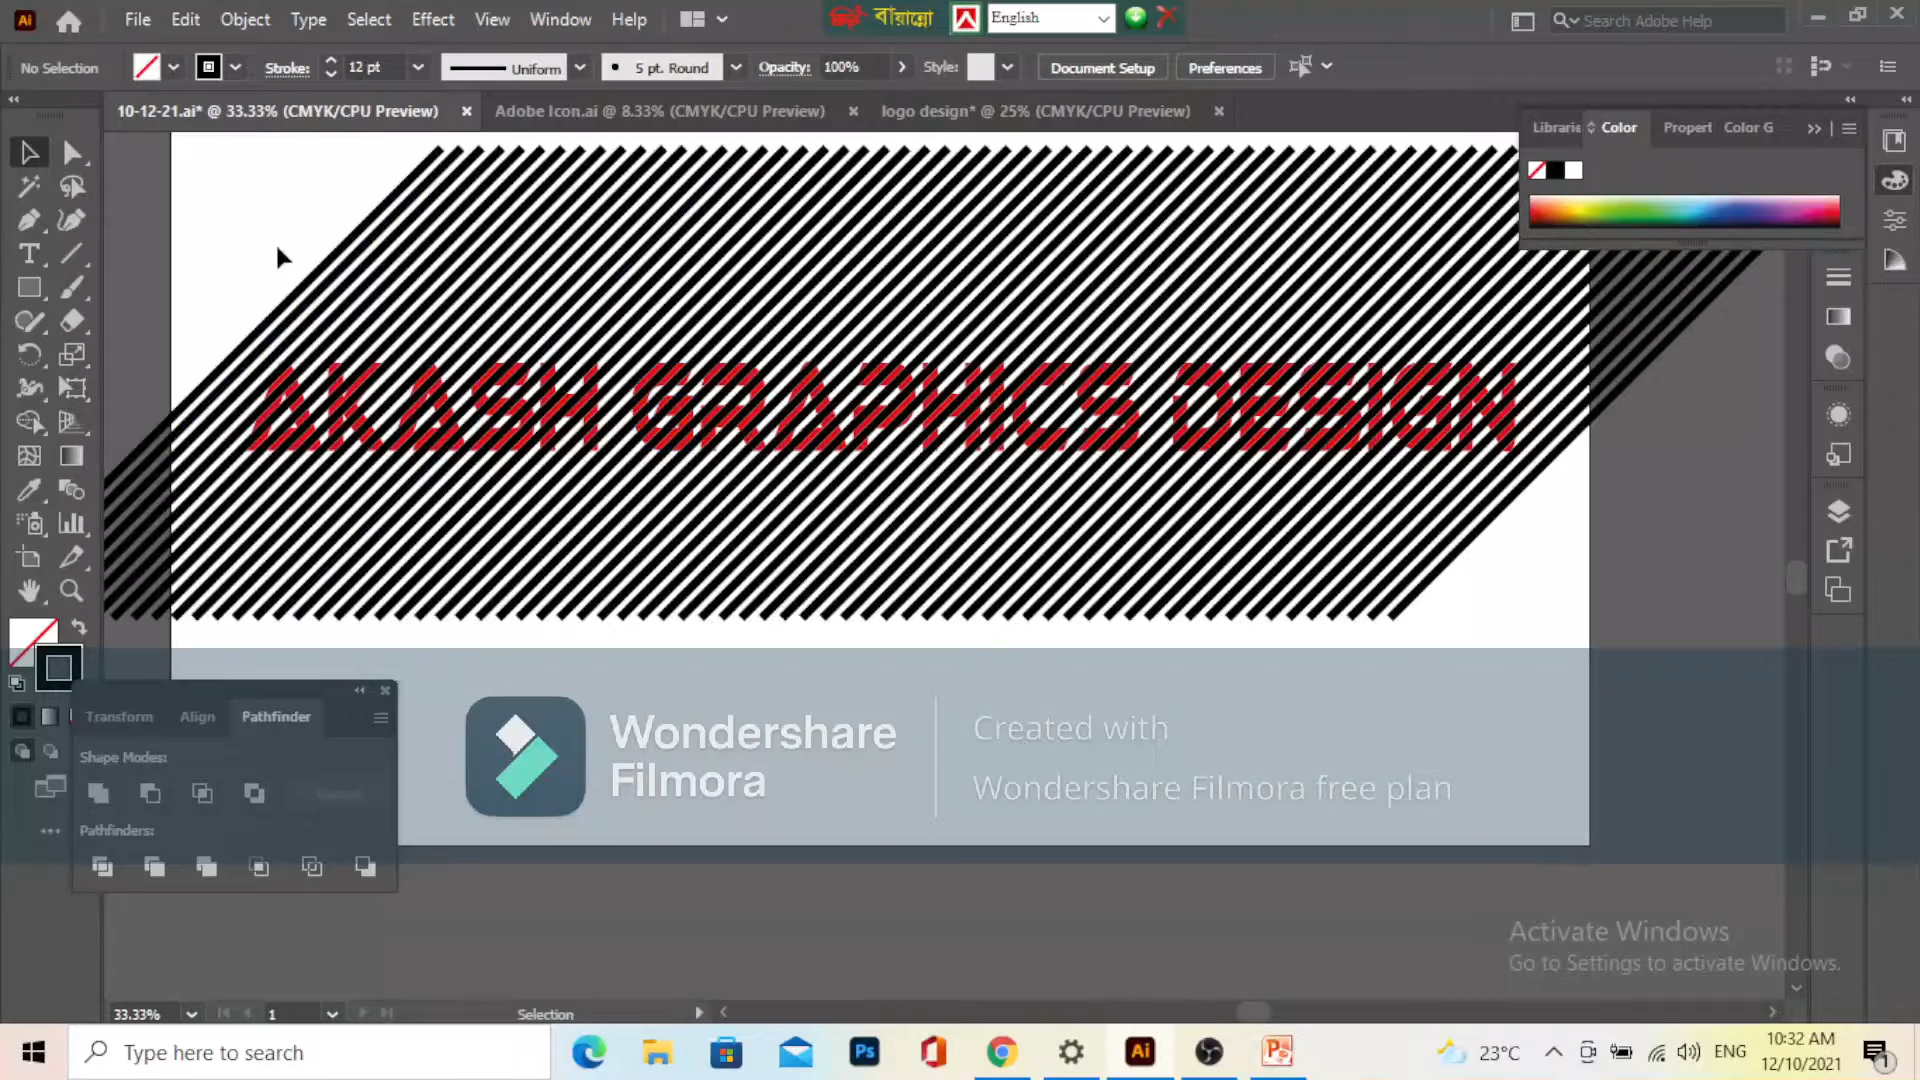 File Edit Object Type Select Effect View Window Help
বায়ান্নো English
Search Adobe Help
No Selection Stroke: 12 pt Uniform 5 pt. Round Opacity: 100% Style: Document Setup Preferences
10-12-21.ai* @ 33.33% (CMYK/CPU Preview) Adobe Icon.ai @ 8.33% (CMYK/CPU Preview) logo design* @ 25% (CMYK/CPU Preview)
Librarie Color Propert Color G
AKASH GRAPHICS DESIGN
Transform Align Pathfinder
Shape Modes:
Pathfinders:
Wondershare
Filmora
Created with
Wondershare Filmora free plan
Activate Windows
Go to Settings to activate Windows.
33.33% 1 Selection
Type here to search
23°C ENG
10:32 AM
12/10/2021
1